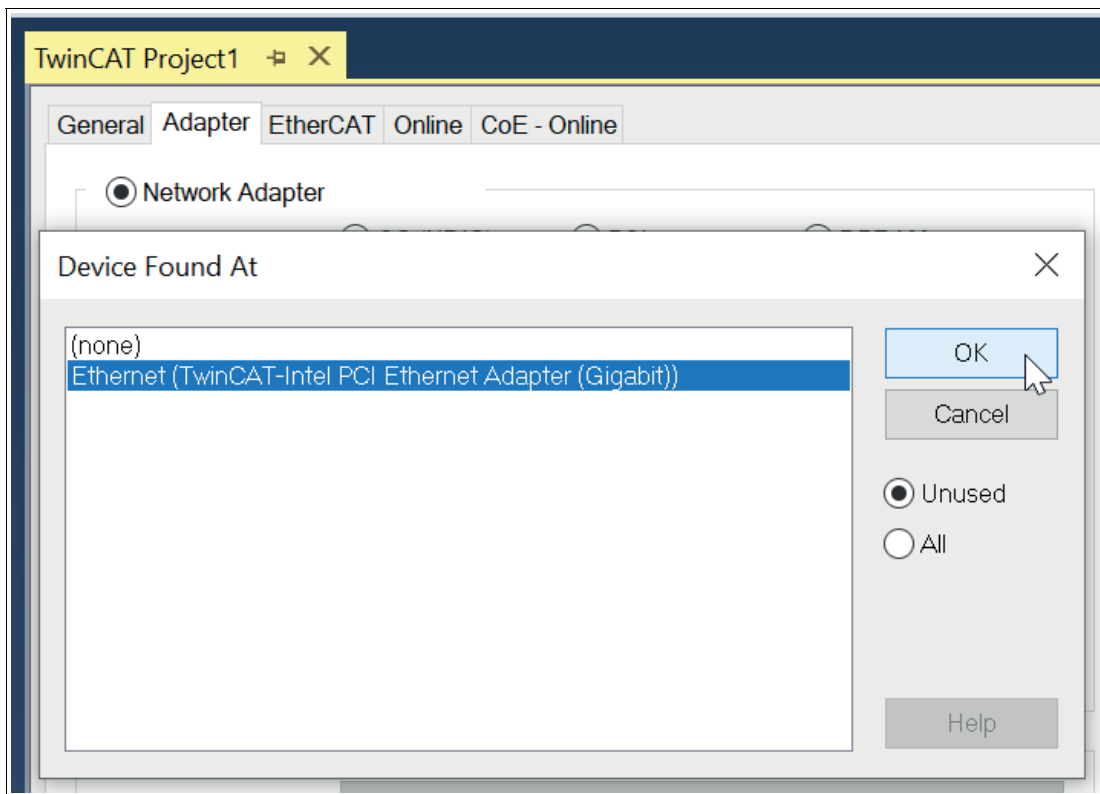 TwinCAT Project1
General Adapter EtherCAT Online CoE - Online
Network Adapter
Device Found At
(none)
Ethernet (TwinCAT-Intel PCI Ethernet Adapter (Gigabit))
OK
Cancel
Unused
All
Help